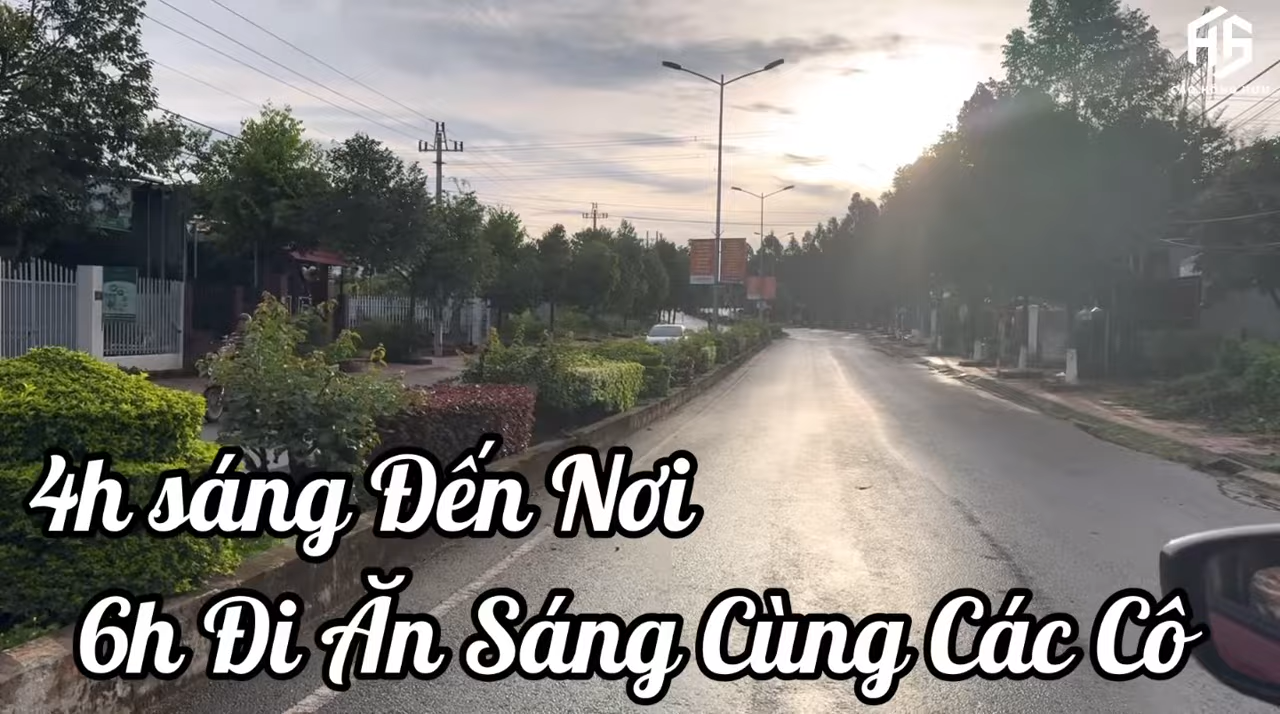 4h sáng Đến Nơi
6h Đi Ăn Sáng Cùng Các Cô